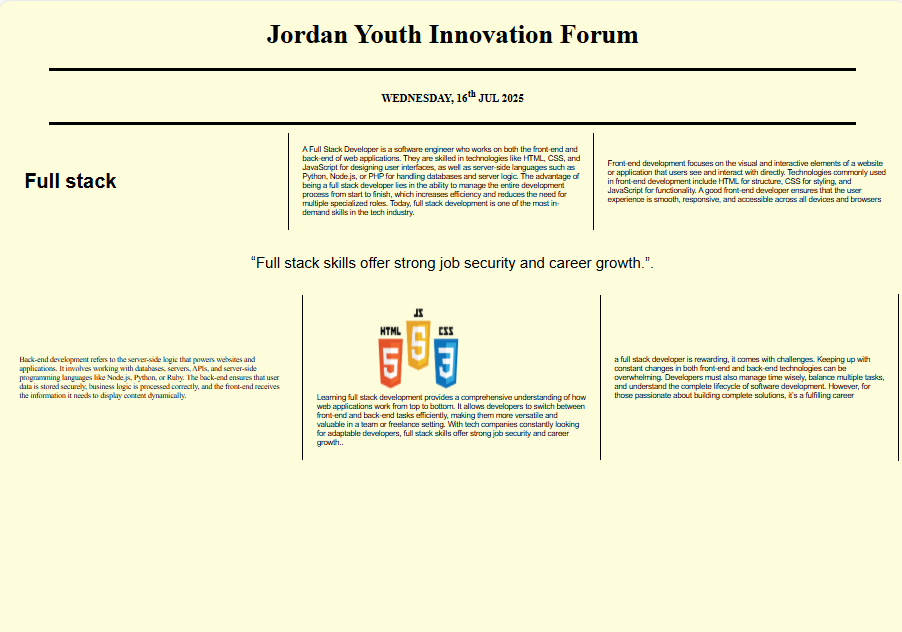 Jordan Youth Innovation Forum
WEDNESDAY, 16th JUL 2025
Full stack
A Full Stack Developer is a software engineer who works on both the front-end and
back-end of web applications. They are skilled in technologies like HTML, CSS, and
JavaScript for designing user interfaces, as well as server-side languages such as
Python, Node.js, or PHP for handling databases and server logic. The advantage of
being a full stack developer lies in the ability to manage the entire development
process from start to finish, which increases efficiency and reduces the need for
multiple specialized roles. Today, full stack development is one of the most in-
demand skills in the tech industry.
Front-end development focuses on the visual and interactive elements of a website
or application that users see and interact with directly. Technologies commonly used
in front-end development include HTML for structure, CSS for styling, and
JavaScript for functionality. A good front-end developer ensures that the user
experience is smooth, responsive, and accessible across all devices and browsers
“Full stack skills offer strong job security and career growth.”.
Back-end development refers to the server-side logic that powers websites and
applications. It involves working with databases, servers, APIs, and server-side
programming languages like Node.js, Python, or Ruby. The back-end ensures that user
data is stored securely, business logic is processed correctly, and the front-end receives
the information it needs to display content dynamically.
JS
HTML CSS
5 5 3
Learning full stack development provides a comprehensive understanding of how
web applications work from top to bottom. It allows developers to switch between
front-end and back-end tasks efficiently, making them more versatile and
valuable in a team or freelance setting. With tech companies constantly looking
for adaptable developers, full stack skills offer strong job security and career
growth..
a full stack developer is rewarding, it comes with challenges. Keeping up with
constant changes in both front-end and back-end technologies can be
overwhelming. Developers must also manage time wisely, balance multiple tasks,
and understand the complete lifecycle of software development. However, for
those passionate about building complete solutions, it's a fulfilling career